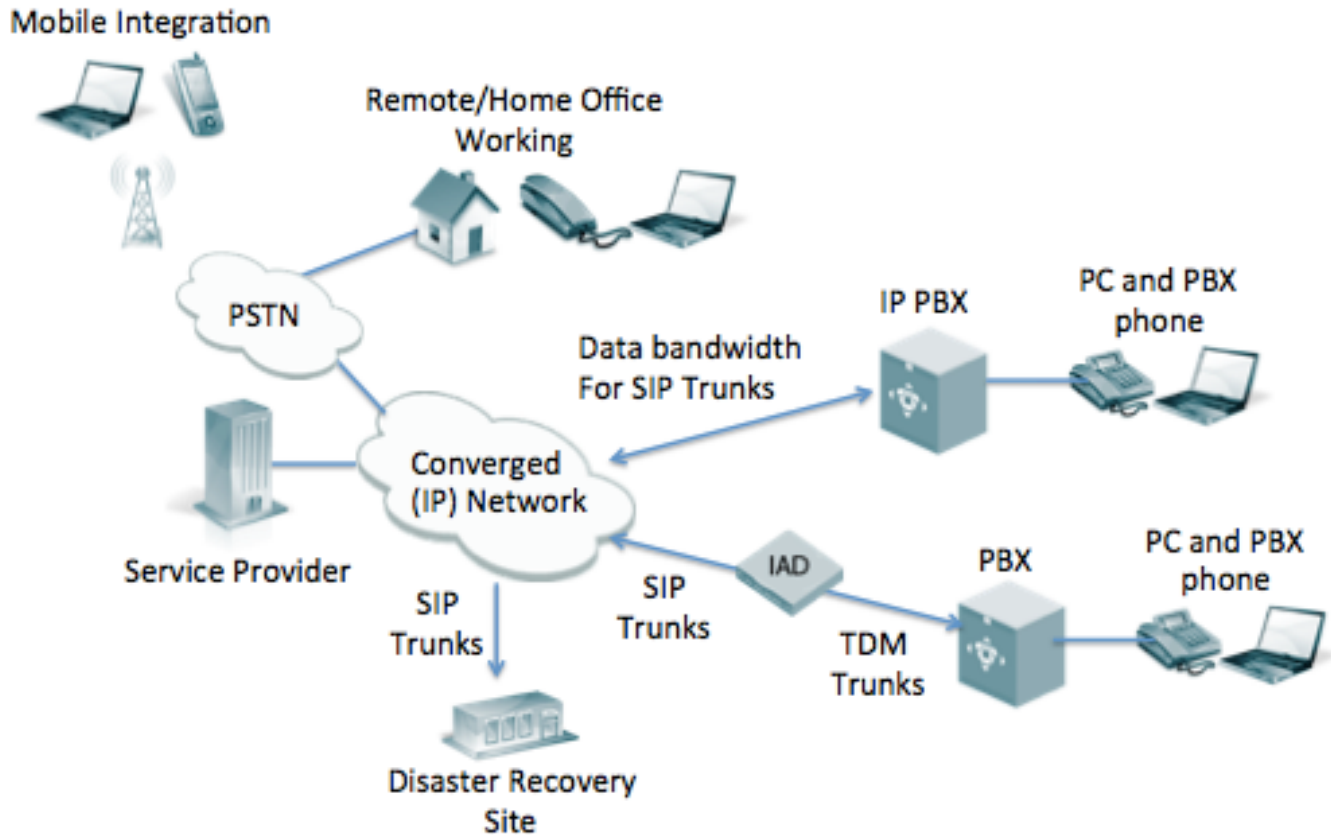 Mobile Integration
Remote/Home Office
Working
PSTN
IP PBX
PC and PBX
phone
Data bandwidth
For SIP Trunks
Converged
(IP) Network
Service Provider
SIP
Trunks
SIP
Trunks
IAD
TDM
Trunks
PBX
PC and PBX
phone
Disaster Recovery
Site